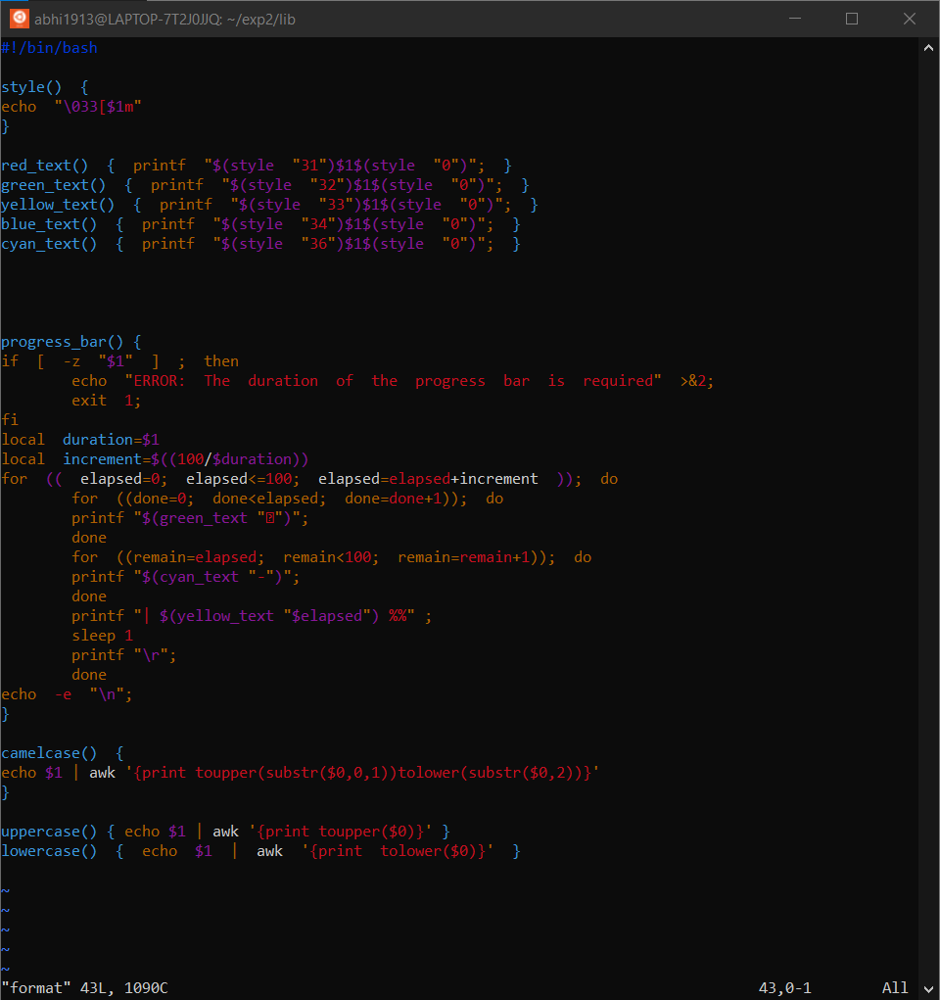 abhi1913@LAPTOP-7T2J0JJQ: ~/exp2/lib
#!/bin/bash
style()  {
echo  "\033[$1m"
}
red_text()  {  printf  "$(style  "31")$1$(style  "0")";  }
green_text()  {  printf  "$(style  "32")$1$(style  "0")";  }
yellow_text()  {  printf  "$(style  "33")$1$(style  "0")";  }
blue_text()  {  printf  "$(style  "34")$1$(style  "0")";  }
cyan_text()  {  printf  "$(style  "36")$1$(style  "0")";  }
progress_bar() {
if  [  -z  "$1"  ]  ;  then
        echo  "ERROR:  The  duration  of  the  progress  bar  is  required"  >&2;
        exit  1;
fi
local  duration=$1
local  increment=$((100/$duration))
for  ((  elapsed=0;  elapsed<=100;  elapsed=elapsed+increment  ));  do
        for  ((done=0;  done<elapsed;  done=done+1));  do
        printf "$(green_text "")";
        done
        for  ((remain=elapsed;  remain<100;  remain=remain+1));  do
        printf "$(cyan_text "-")";
        done
        printf "| $(yellow_text "$elapsed") %%" ;
        sleep 1
        printf "\r";
        done
echo  -e  "\n";
}
camelcase()  {
echo $1 | awk '{print toupper(substr($0,0,1))tolower(substr($0,2))}'
}
uppercase() { echo $1 | awk '{print toupper($0)}' }
lowercase()  {  echo  $1  |  awk  '{print  tolower($0)}'  }
~
~
~
~
~
"format" 43L, 1090C 43,0-1 All